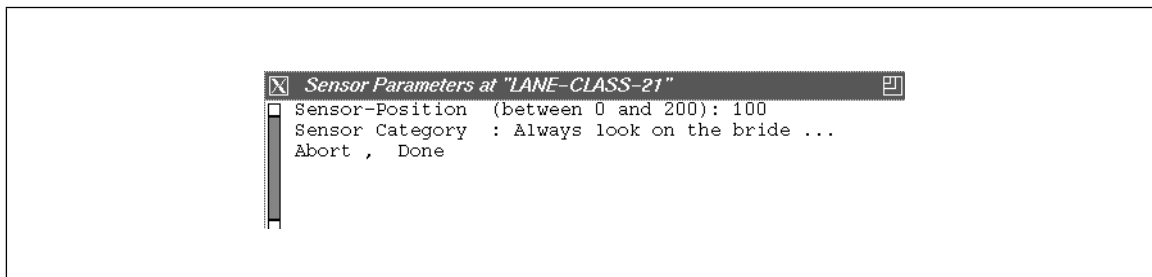 Sensor Parameters at "LANE-CLASS-21"
Sensor-Position (between 0 and 200): 100
Sensor Category : Always look on the bride ...
Abort , Done